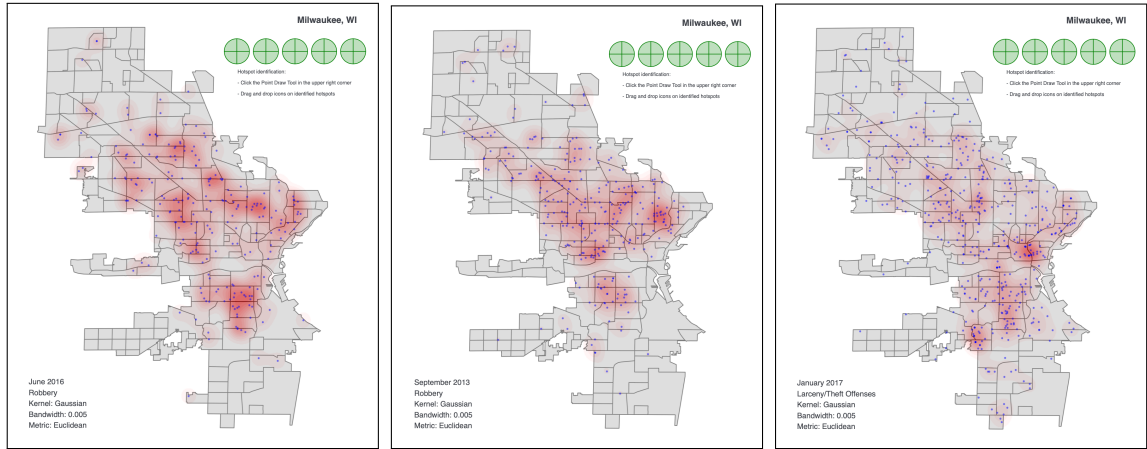 Milwaukee, WI
Hotspot identification:
- Click the Point Draw Tool in the upper right corner
- Drag and drop icons on identified hotspots
June 2016
Robbery
Kernel: Gaussian
Bandwidth: 0.005
Metric: Euclidean
Milwaukee, WI
Hotspot identification:
- Click the Point Draw Tool in the upper right corner
- Drag and drop icons on identified hotspots
September 2013
Robbery
Kernel: Gaussian
Bandwidth: 0.005
Metric: Euclidean
Milwaukee, WI
Hotspot identification:
- Click the Point Draw Tool in the upper right corner
- Drag and drop icons on identified hotspots
January 2017
Larceny/Theft Offenses
Kernel: Gaussian
Bandwidth: 0.005
Metric: Euclidean